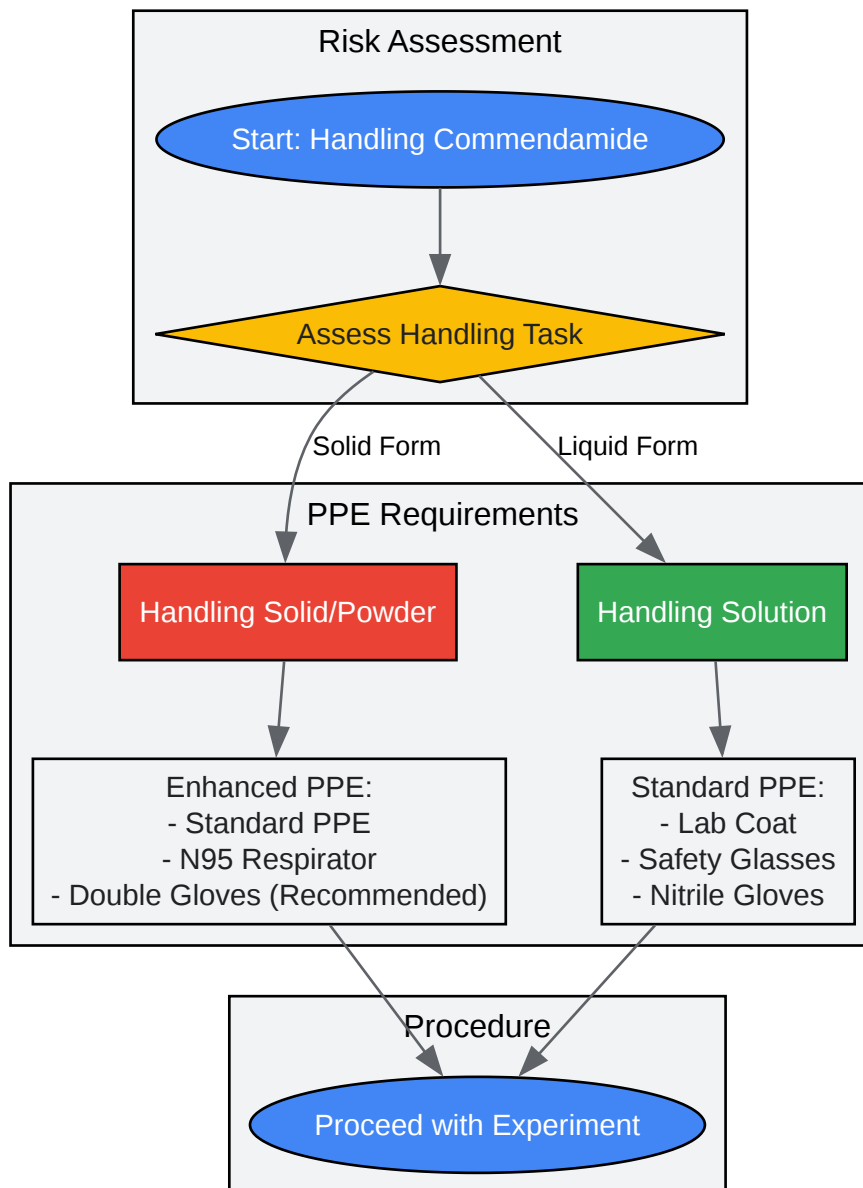 Risk Assessment
Start: Handling Commendamide
Assess Handling Task
Solid Form
Liquid Form
PPE Requirements
Handling Solid/Powder
Handling Solution
Enhanced PPE:
- Standard PPE
- N95 Respirator
- Double Gloves (Recommended)
Standard PPE:
- Lab Coat
- Safety Glasses
- Nitrile Gloves
Procedure
Proceed with Experiment